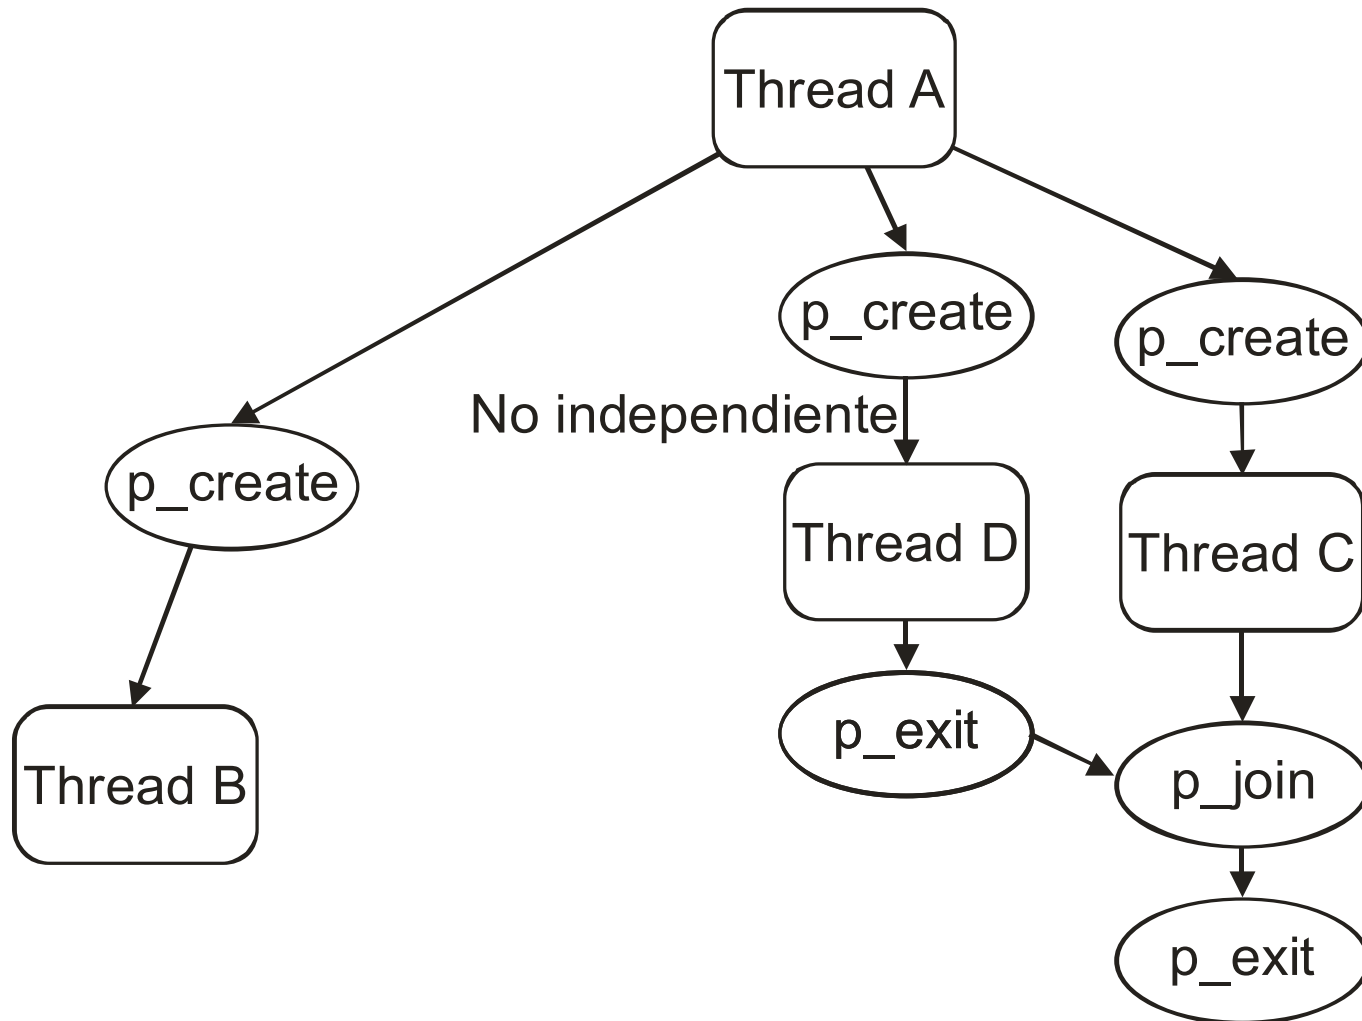 Thread A
p_create
p_create
No independiente
p_create
Thread D
Thread C
p_exit
Thread B
p_join
p_exit